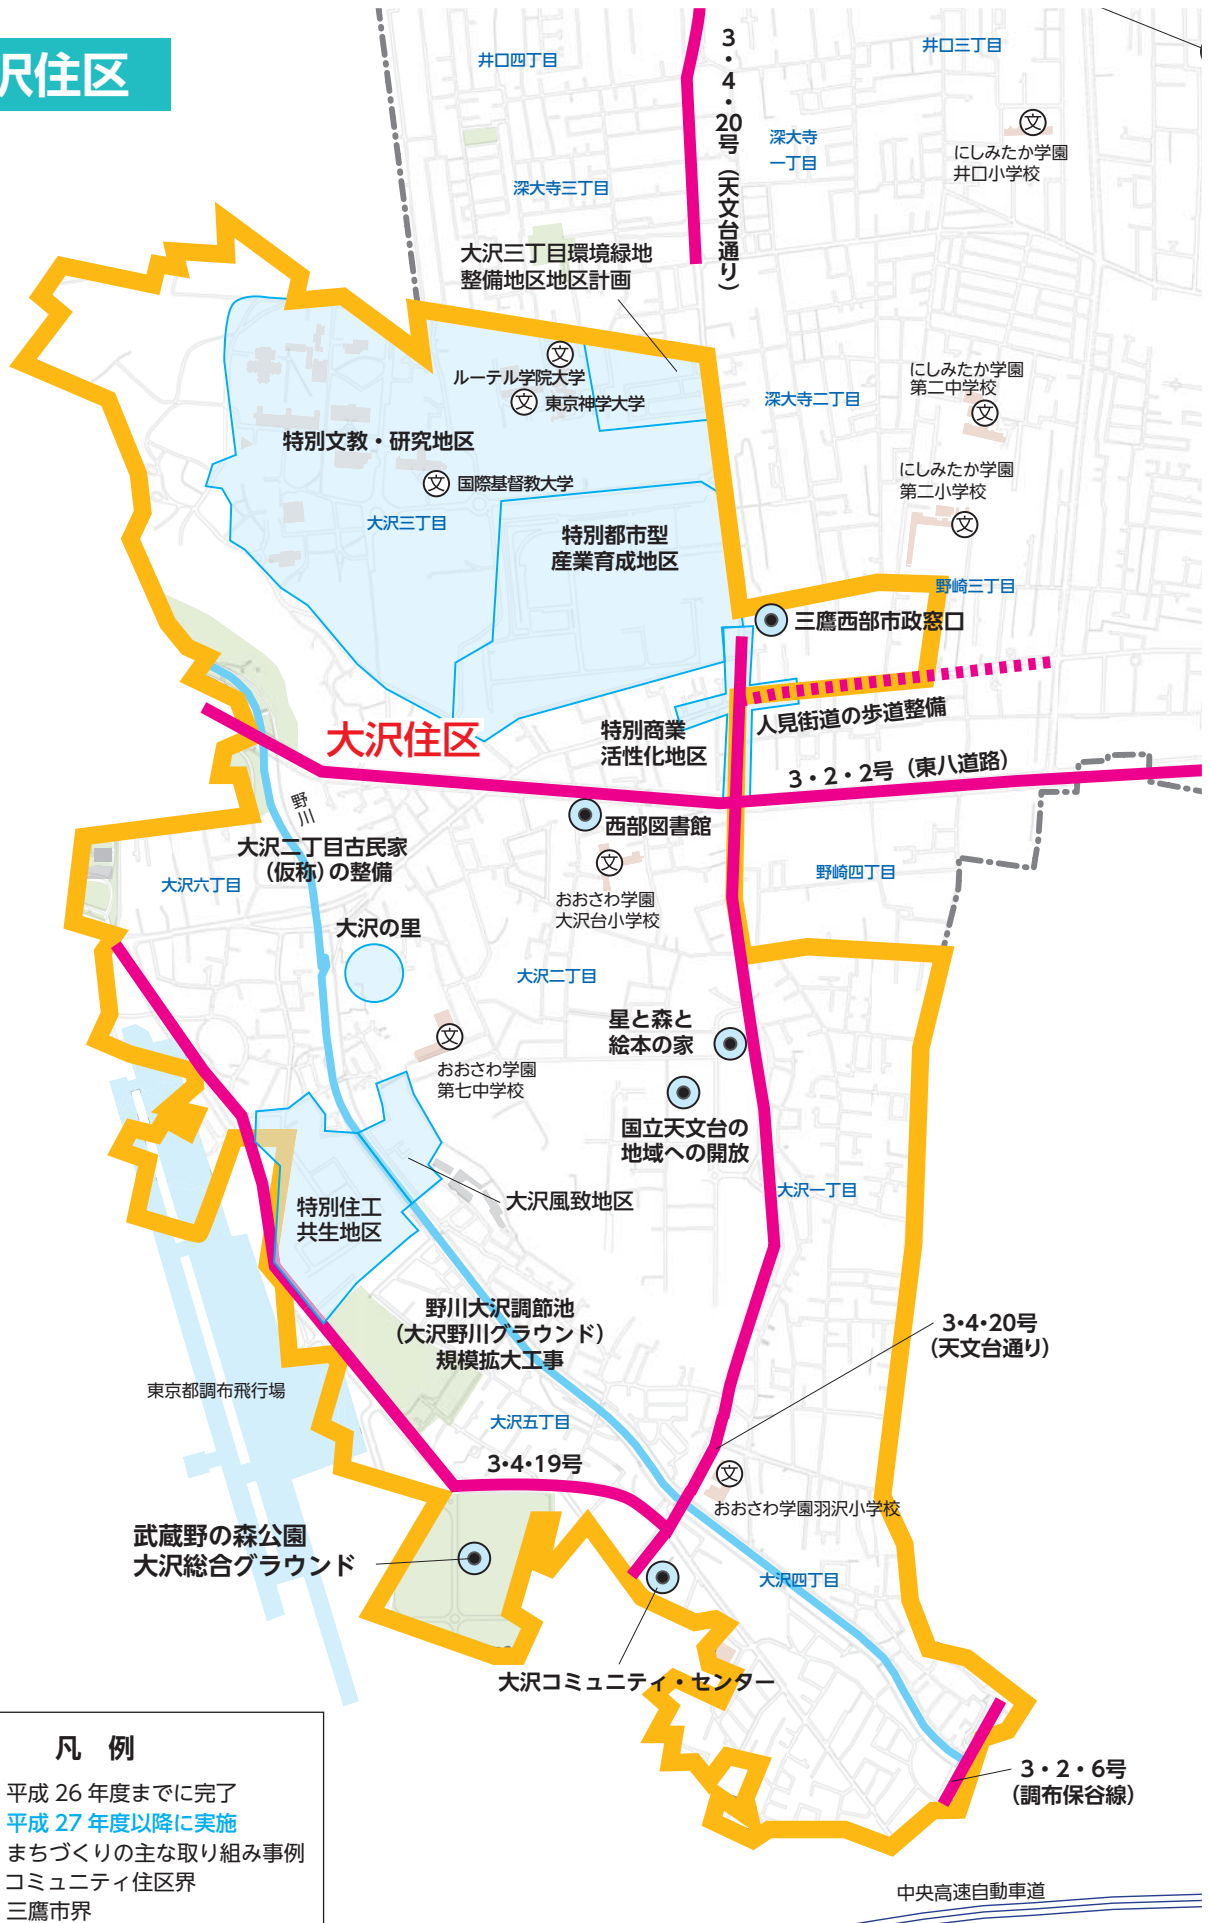 沢住区
井口四丁目
3・4・20号（天文台通り）
井口三丁目
深大寺
一丁目
にしみたか学園
井口小学校
深大寺三丁目
大沢三丁目環境緑地
整備地区地区計画
ルーテル学院大学
東京神学大学
にしみたか学園
第二中学校
深大寺二丁目
特別文教・研究地区
国際基督教大学
にしみたか学園
第二小学校
大沢三丁目
特別都市型
産業育成地区
野崎三丁目
三鷹西部市政窓口
大沢住区
特別商業
活性化地区
人見街道の歩道整備
3・2・2号（東八道路）
野川
西部図書館
大沢二丁目古民家
（仮称）の整備
大沢六丁目
野崎四丁目
おおさわ学園
大沢台小学校
大沢の里
大沢二丁目
星と森と
絵本の家
おおさわ学園
第七中学校
国立天文台の
地域への開放
大沢風致地区
大沢一丁目
特別住工
共生地区
野川大沢調節池
（大沢野川グラウンド）
規模拡大工事
3・4・20号
（天文台通り）
東京都調布飛行場
大沢五丁目
3・4・19号
おおさわ学園羽沢小学校
武蔵野の森公園
大沢総合グラウンド
大沢四丁目
大沢コミュニティ・センター
3・2・6号
（調布保谷線）
凡 例
平成 26 年度までに完了
平成 27 年度以降に実施
まちづくりの主な取り組み事例
コミュニティ住区界
三鷹市界
中央高速自動車道
文
文
文
文
文
文
文
文
文